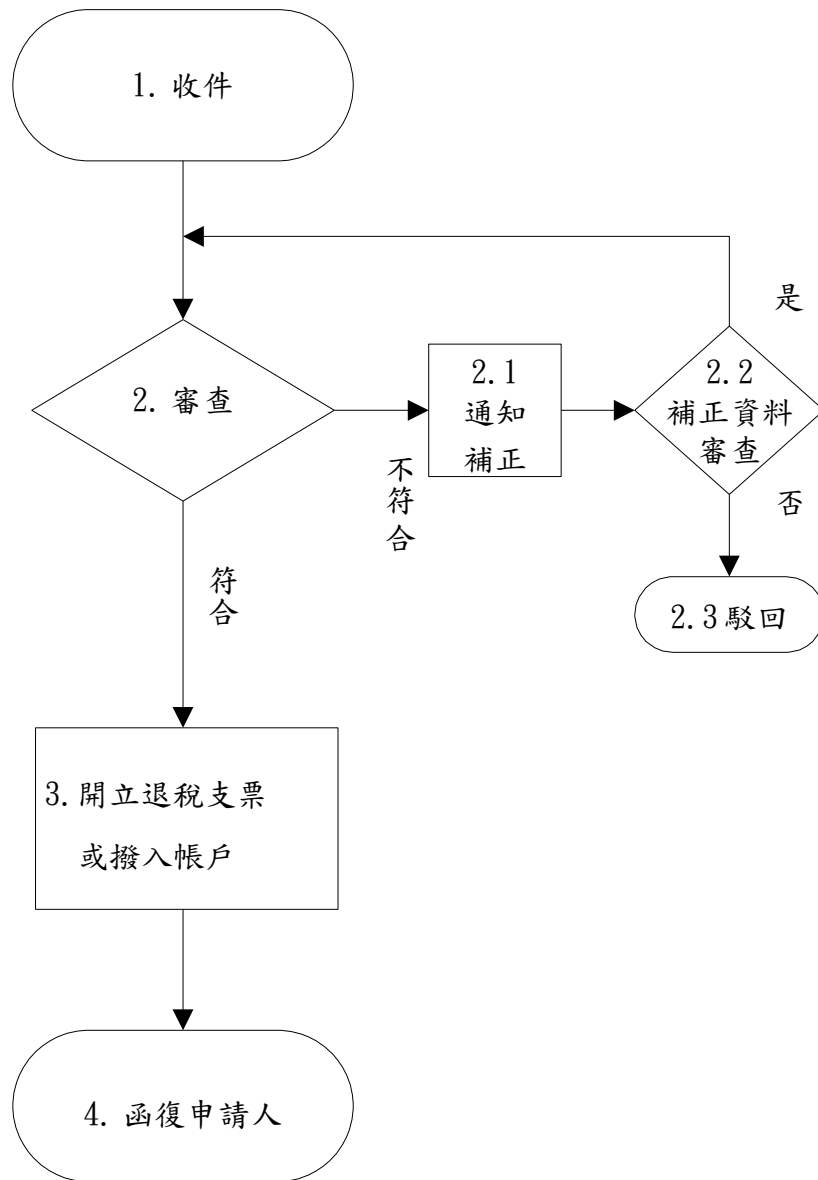 1. 收件
是
2. 審查
2.1
通知
補正
2.2
補正資料
審查
不符合
否
符合
2.3 駁回
3. 開立退稅支票
或撥入帳戶
4. 函復申請人